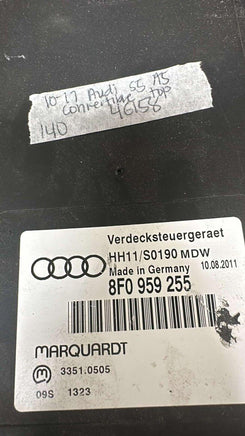 10-17 Audi S5 A5
convertible top
46158
140
Verdecksteuergeraet
HH11/S0190 MDW
Made in Germany 10.08.2011
8F0 959 255
MARQUARDT
3351.0505
09S 1323